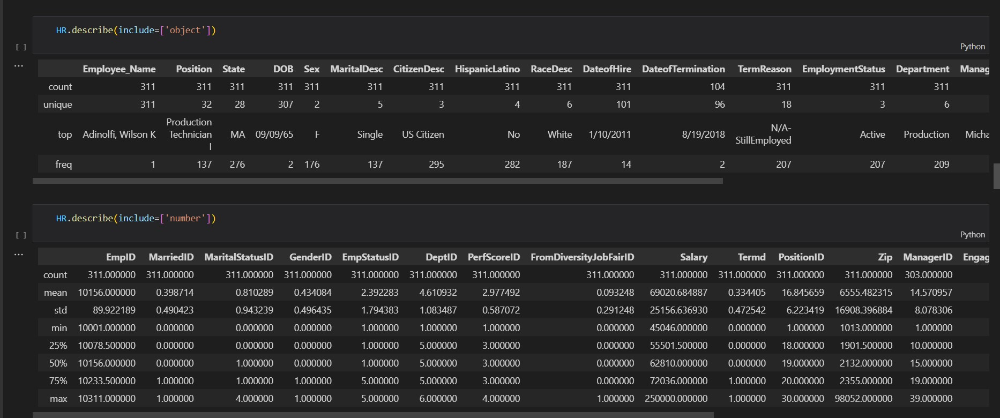 HR.describe(include=['object'])
[ ]
Python
...
Employee_Name Position State DOB Sex MaritalDesc CitizenDesc HispanicLatino RaceDesc DateofHire DateofTermination TermReason EmploymentStatus Department Manag
count 311 311 311 311 311 311 311 311 311 311 104 311 311 311
unique 311 32 28 307 2 5 3 4 6 101 96 18 3 6
top Adinolfi, Wilson K Production Technician I MA 09/09/65 F Single US Citizen No White 1/10/2011 8/19/2018 N/A-StillEmployed Active Production Micha
freq 1 137 276 2 176 137 295 282 187 14 2 207 207 209
HR.describe(include=['number'])
[ ]
Python
...
EmpID MarriedID MaritalStatusID GenderID EmpStatusID DeptID PerfScoreID FromDiversityJobFairID Salary Termd PositionID Zip ManagerID Engag
count 311.000000 311.000000 311.000000 311.000000 311.000000 311.000000 311.000000 311.000000 311.000000 311.000000 311.000000 311.000000 303.000000
mean 10156.000000 0.398714 0.810289 0.434084 2.392283 4.610932 2.977492 0.093248 69020.684887 0.334405 16.845659 6555.482315 14.570957
std 89.922189 0.490423 0.943239 0.496435 1.794383 1.083487 0.587072 0.291248 25156.636930 0.472542 6.223419 16908.396884 8.078306
min 10001.000000 0.000000 0.000000 0.000000 1.000000 1.000000 1.000000 0.000000 45046.000000 0.000000 1.000000 1013.000000 1.000000
25% 10078.500000 0.000000 0.000000 0.000000 1.000000 5.000000 3.000000 0.000000 55501.500000 0.000000 18.000000 1901.500000 10.000000
50% 10156.000000 0.000000 1.000000 0.000000 1.000000 5.000000 3.000000 0.000000 62810.000000 0.000000 19.000000 2132.000000 15.000000
75% 10233.500000 1.000000 1.000000 1.000000 5.000000 5.000000 3.000000 0.000000 72036.000000 1.000000 20.000000 2355.000000 19.000000
max 10311.000000 1.000000 4.000000 1.000000 5.000000 6.000000 4.000000 1.000000 250000.000000 1.000000 30.000000 98052.000000 39.000000